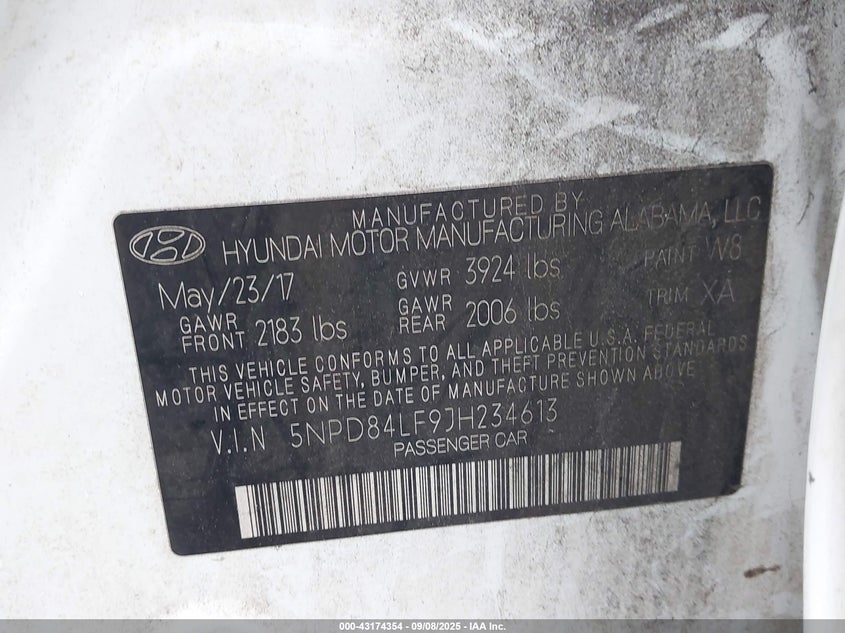 MANUFACTURED BY
HYUNDAI MOTOR MANUFACTURING ALABAMA, LLC
May/23/17 GVWR 3924 lbs PAINT W8
GAWR FRONT 2183 lbs GAWR REAR 2006 lbs TRIM XA
THIS VEHICLE CONFORMS TO ALL APPLICABLE U.S.A. FEDERAL
MOTOR VEHICLE SAFETY, BUMPER, AND THEFT PREVENTION STANDARDS
IN EFFECT ON THE DATE OF MANUFACTURE SHOWN ABOVE
V.I.N 5NPD84LF9JH234613
PASSENGER CAR
000-43174354 - 09/08/2025 - IAA Inc.